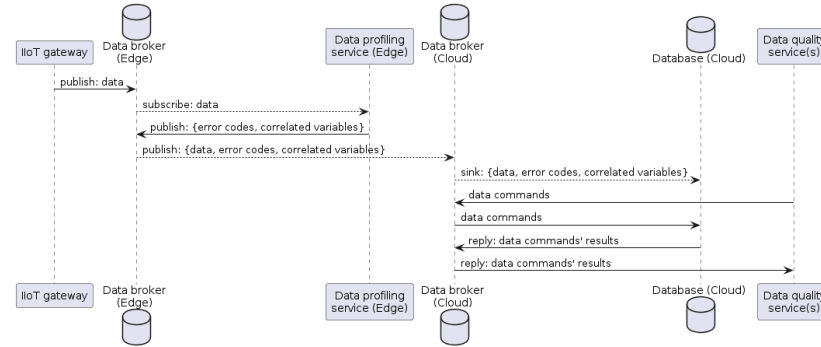 IIoT gateway
Data broker
(Edge)
Data profiling
service (Edge)
Data broker
(Cloud)
Database (Cloud)
Data quality
service(s)
publish: data
subscribe: data
publish: {error codes, correlated variables}
publish: {data, error codes, correlated variables}
sink: {data, error codes, correlated variables}
data commands
data commands
reply: data commands' results
reply: data commands' results
IIoT gateway
Data broker
(Edge)
Data profiling
service (Edge)
Data broker
(Cloud)
Database (Cloud)
Data quality
service(s)